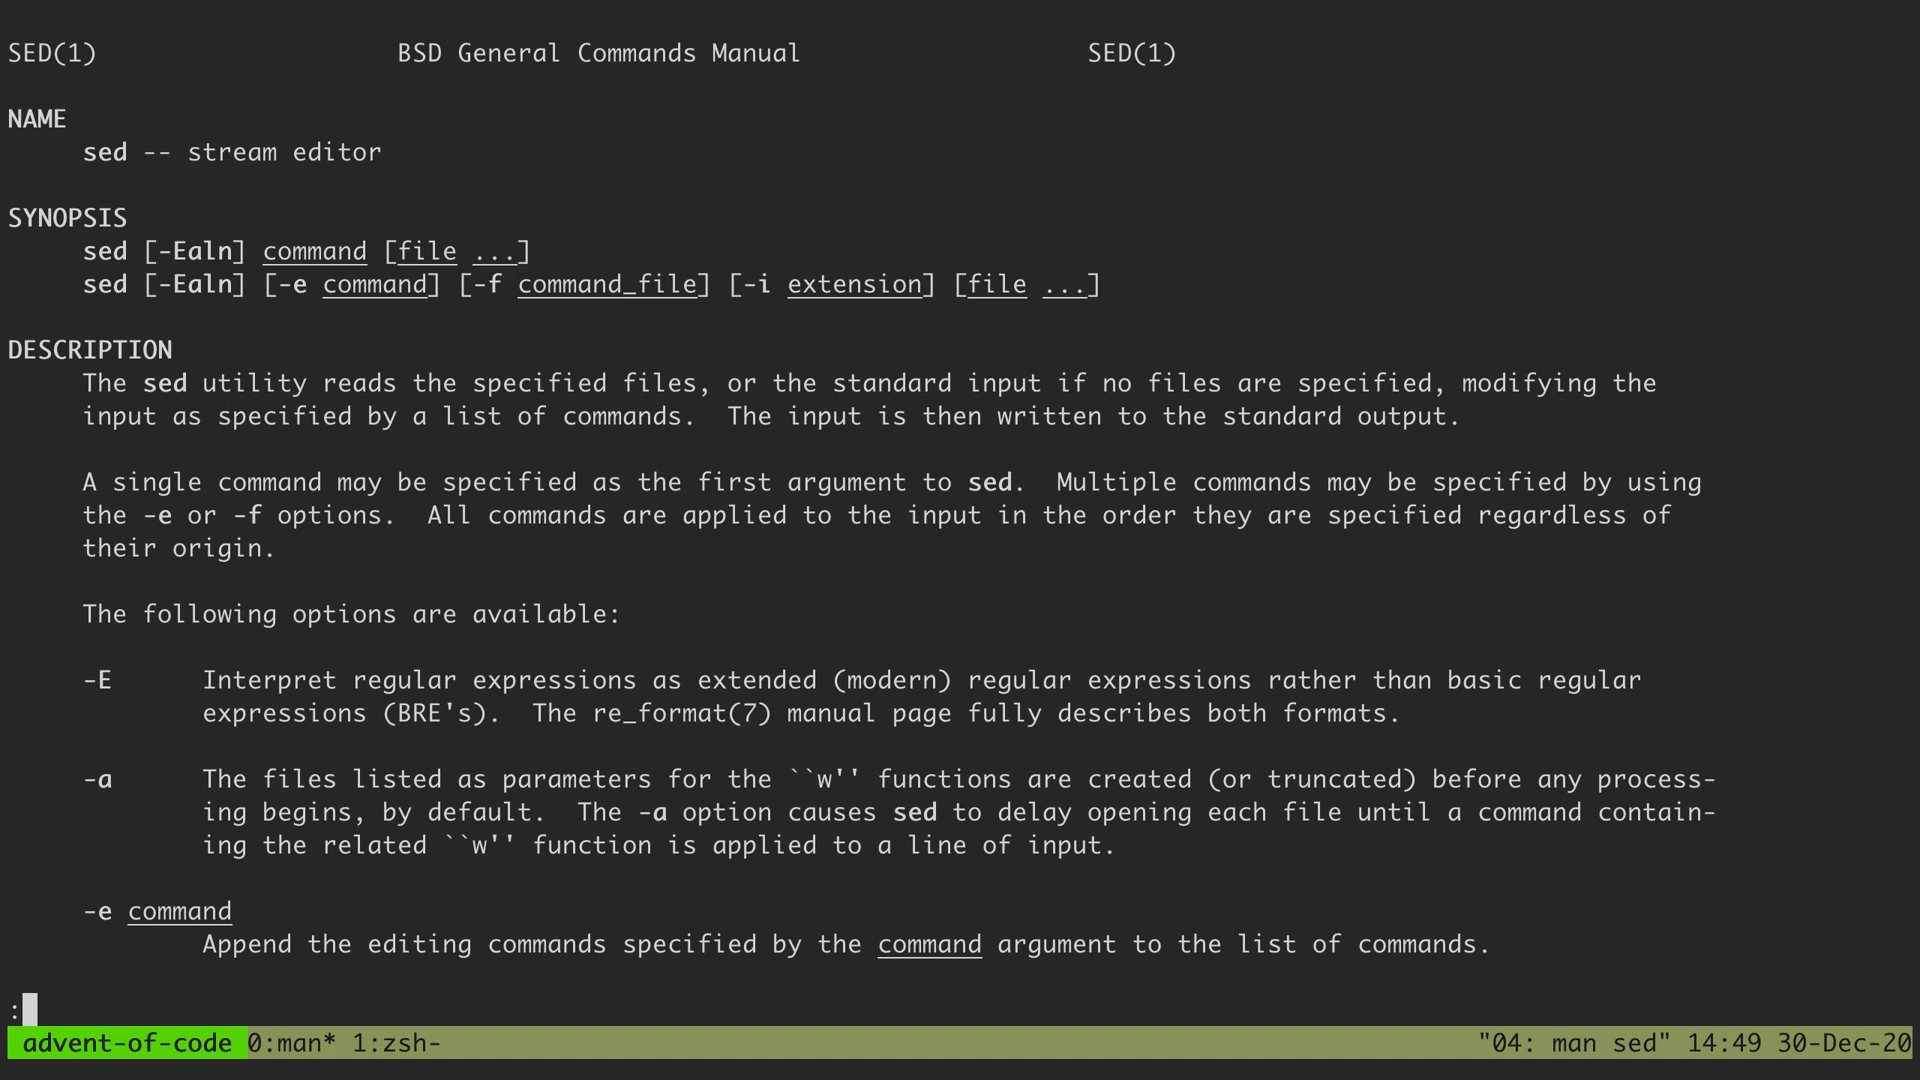 SED(1)                    BSD General Commands Manual                   SED(1)
NAME
     sed -- stream editor
SYNOPSIS
     sed [-Ealn] command [file ...]
     sed [-Ealn] [-e command] [-f command_file] [-i extension] [file ...]
DESCRIPTION
     The sed utility reads the specified files, or the standard input if no files are specified, modifying the
     input as specified by a list of commands.  The input is then written to the standard output.
     A single command may be specified as the first argument to sed.  Multiple commands may be specified by using
     the -e or -f options.  All commands are applied to the input in the order they are specified regardless of
     their origin.
     The following options are available:
     -E      Interpret regular expressions as extended (modern) regular expressions rather than basic regular
             expressions (BRE's).  The re_format(7) manual page fully describes both formats.
     -a      The files listed as parameters for the ``w'' functions are created (or truncated) before any process-
             ing begins, by default.  The -a option causes sed to delay opening each file until a command contain-
             ing the related ``w'' function is applied to a line of input.
     -e command
             Append the editing commands specified by the command argument to the list of commands.
:
advent-of-code 0:man* 1:zsh- "04: man sed" 14:49 30-Dec-20